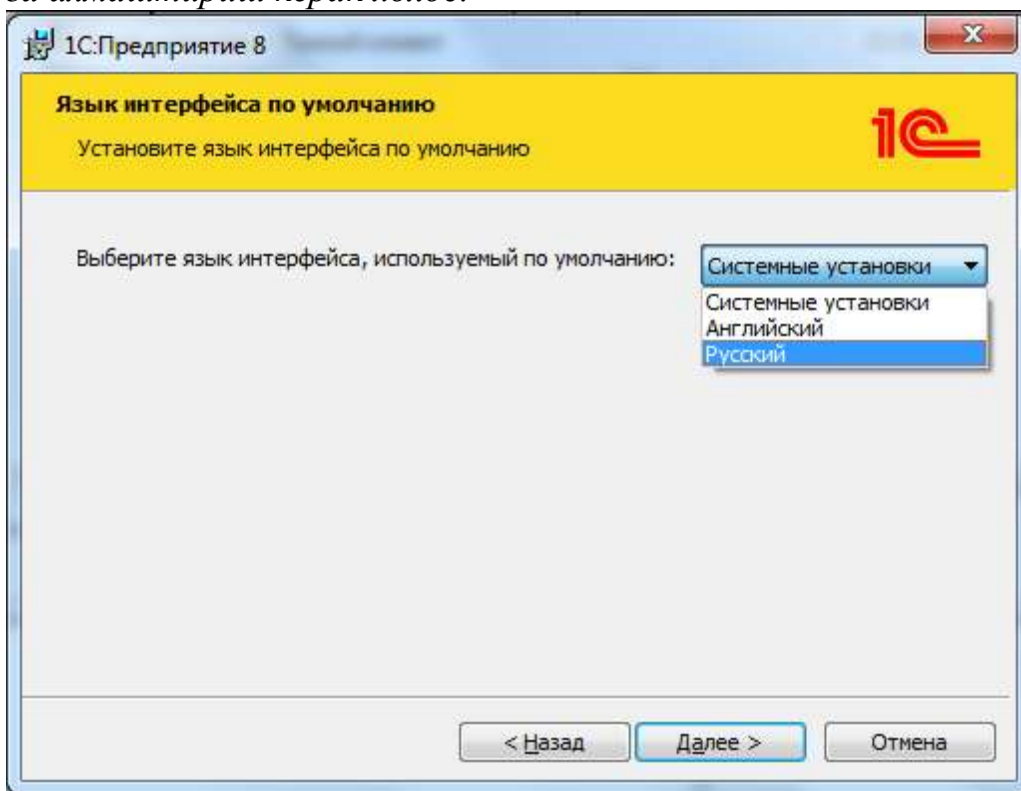 1С:Предприятие 8
Язык интерфейса по умолчанию
Установите язык интерфейса по умолчанию
1С
Выберите язык интерфейса, используемый по умолчанию:
Системные установки
Системные установки
Английский
Русский
< Назад
Далее >
Отмена